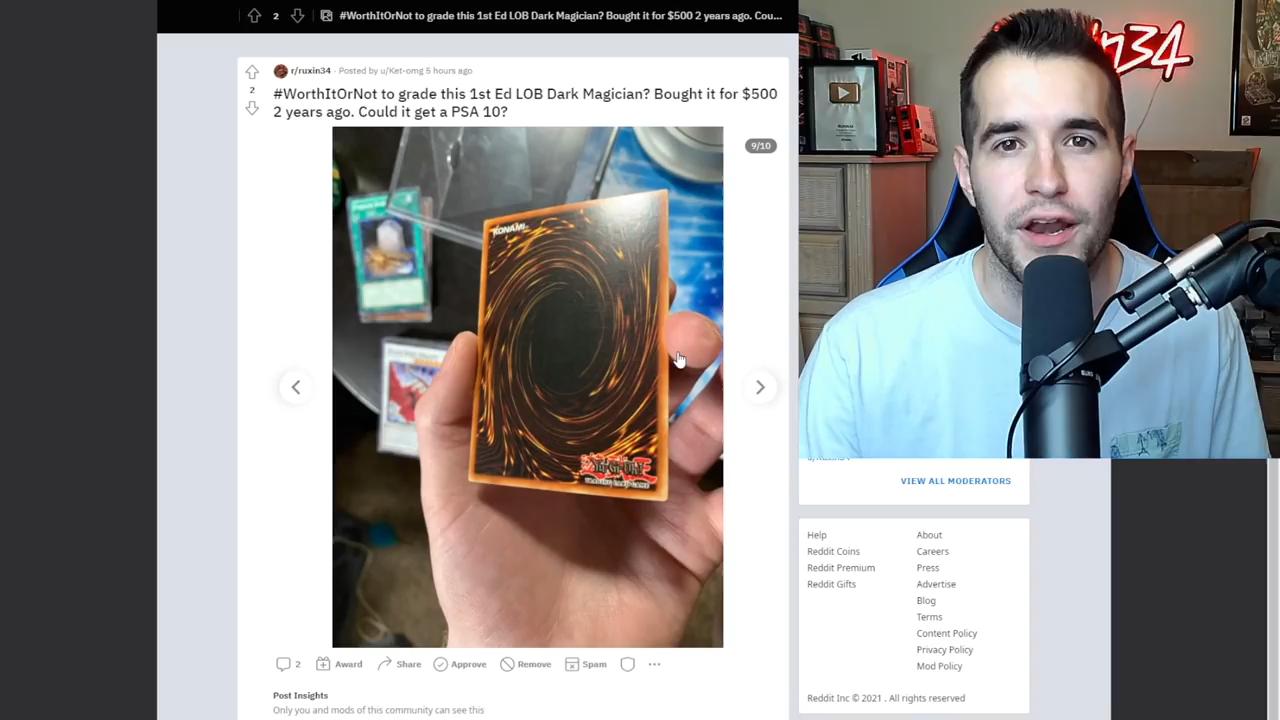 2
#WorthItOrNot to grade this 1st Ed LOB Dark Magician? Bought it for $500 2 years ago. Cou...
r/ruxin34 · Posted by u/Ket-omg 5 hours ago
2
#WorthItOrNot to grade this 1st Ed LOB Dark Magician? Bought it for $500
2 years ago. Could it get a PSA 10?
9/10
KONAMI
Yu-Gi-Oh!
TRADING CARD GAME
2
Award
Share
Approve
Remove
Spam
Post Insights
Only you and mods of this community can see this
VIEW ALL MODERATORS
Help
About
Reddit Coins
Careers
Reddit Premium
Press
Reddit Gifts
Advertise
Blog
Terms
Content Policy
Privacy Policy
Mod Policy
Reddit Inc © 2021 . All rights reserved